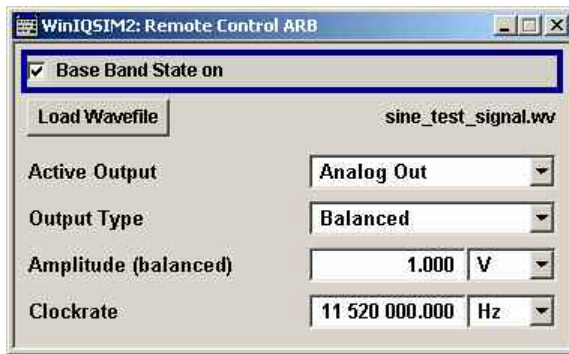 WinIQSIM2: Remote Control ARB
Base Band State on
Load Wavefile sine_test_signal.wv
Active Output Analog Out
Output Type Balanced
Amplitude (balanced) 1.000 V
Clockrate 11 520 000.000 Hz